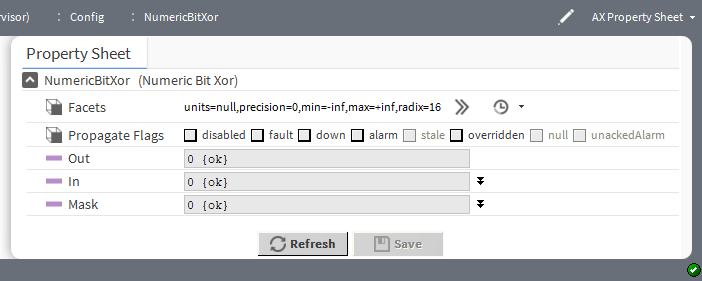 visor) : Config : NumericBitXor AX Property Sheet
Property Sheet
NumericBitXor (Numeric Bit Xor)
Facets units=null,precision=0,min=-inf,max=+inf,radix=16
Propagate Flags disabled fault down alarm stale overridden null unackedAlarm
Out 0 {ok}
In 0 {ok}
Mask 0 {ok}
Refresh Save